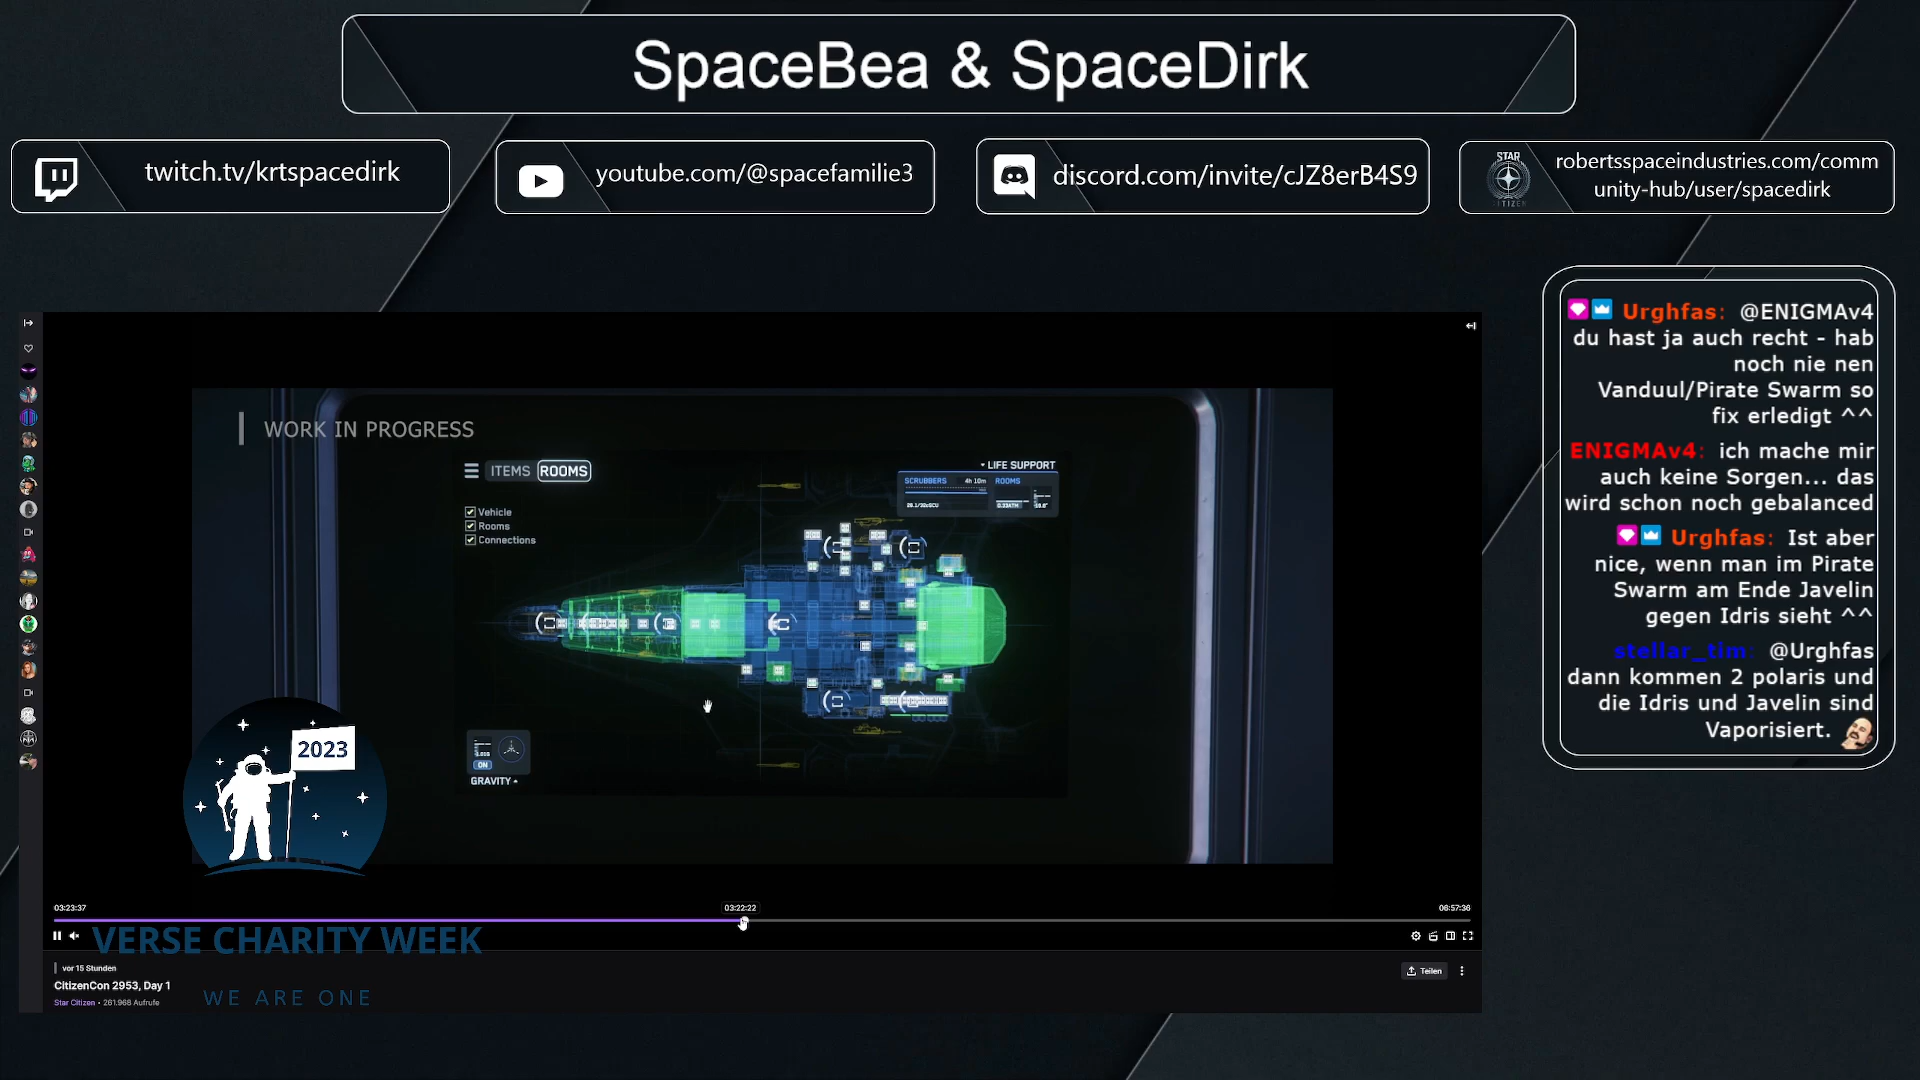 SpaceBea & SpaceDirk
twitch.tv/krtspacedirk
youtube.com/@spacefamilie3
discord.com/invite/cJZ8erB4S9
STAR
CITIZEN
robertsspaceindustries.com/comm
unity-hub/user/spacedirk
WORK IN PROGRESS
ITEMS ROOMS
Vehicle
Rooms
Connections
LIFE SUPPORT
SCRUBBERS 4h 10m ROOMS
GRAVITY
ON
2023
Urghfas: @ENIGMAv4
du hast ja auch recht - hab
noch nie nen
Vanduul/Pirate Swarm so
fix erledigt ^^
ENIGMAv4: ich mache mir
auch keine Sorgen... das
wird schon noch gebalanced
Urghfas: Ist aber
nice, wenn man im Pirate
Swarm am Ende Javelin
gegen Idris sieht ^^
stellar_tim: @Urghfas
dann kommen 2 polaris und
die Idris und Javelin sind
Vaporisiert.
03:23:37
03:22:22
06:57:36
VERSE CHARITY WEEK
WE ARE ONE
vor 15 Stunden
CitizenCon 2953, Day 1
Star Citizen • 261.968 Aufrufe
Teilen